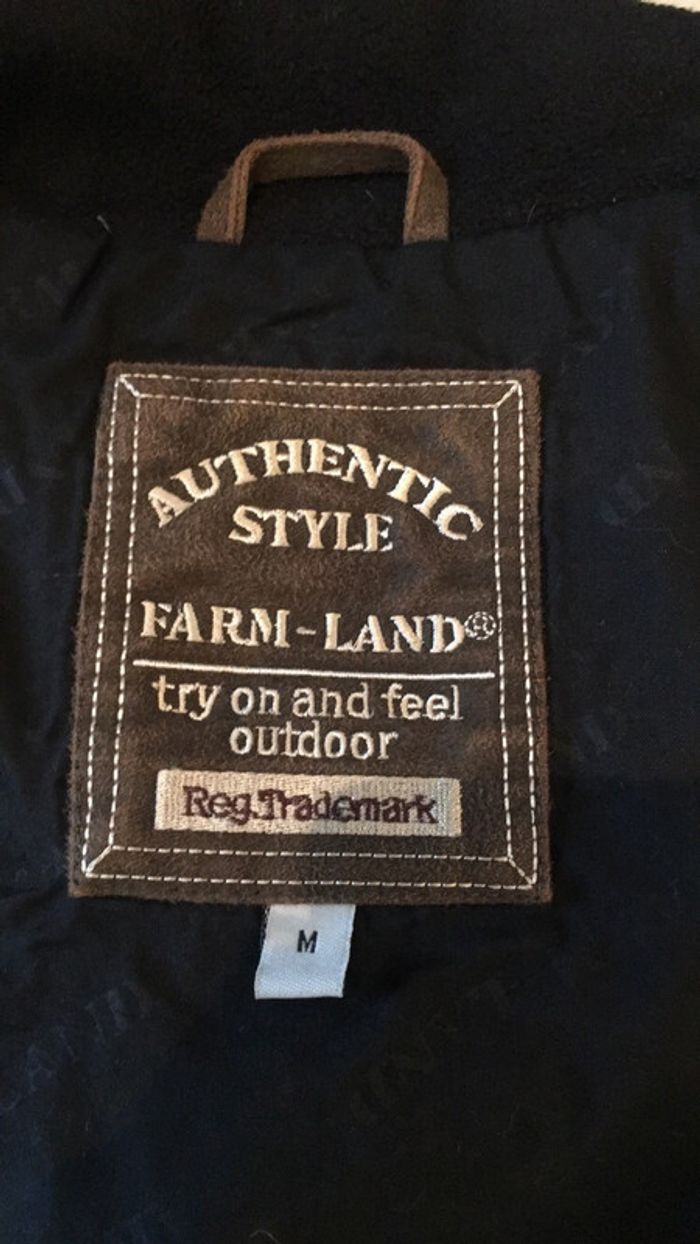 AUTHENTIC
STYLE
FARM-LAND®
try on and feel
outdoor
Reg.Trademark
M